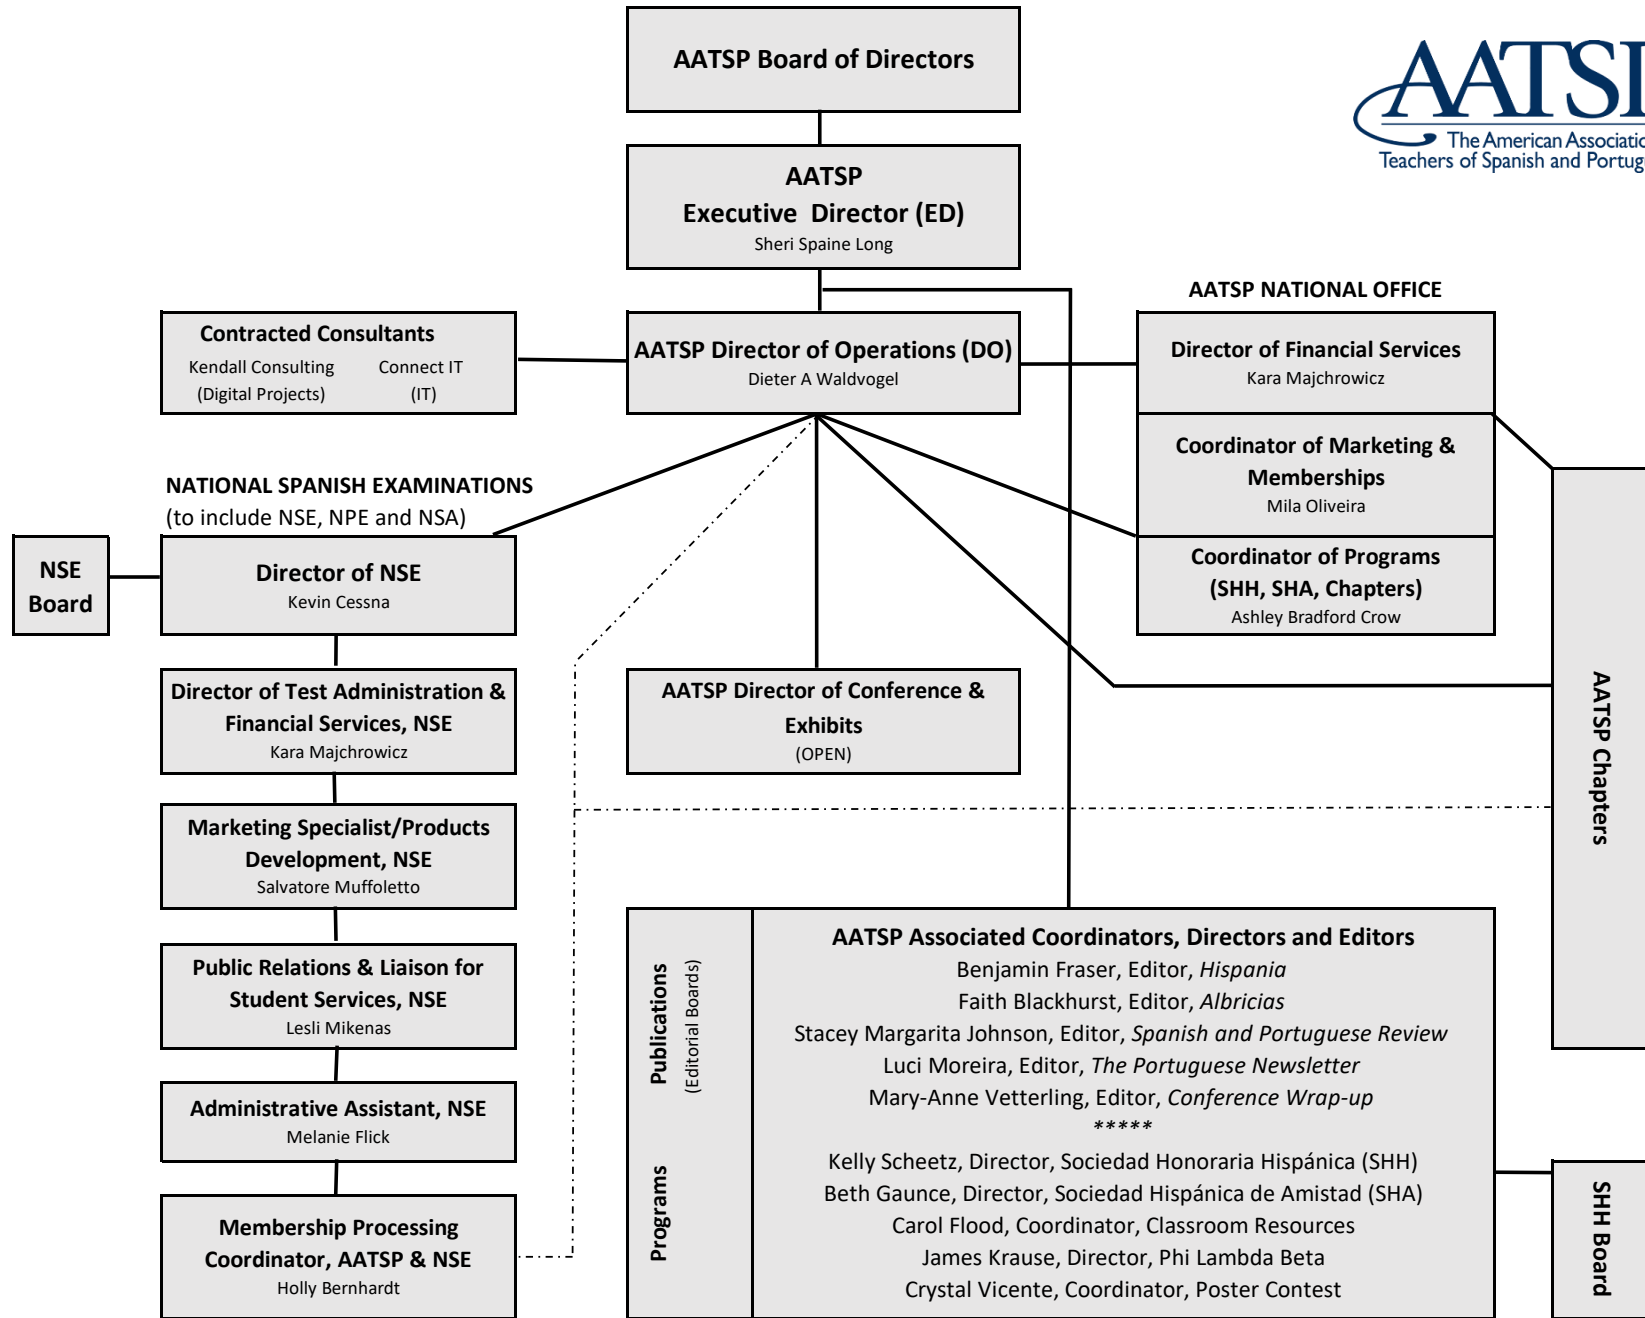 AATSP Board of Directors
AATSP
The American Associatio
Teachers of Spanish and Portug
AATSP
Executive Director (ED)
Sheri Spaine Long
AATSP NATIONAL OFFICE
Contracted Consultants
Kendall Consulting
(Digital Projects)
Connect IT
(IT)
AATSP Director of Operations (DO)
Dieter A Waldvogel
Director of Financial Services
Kara Majchrowicz
Coordinator of Marketing &
Memberships
Mila Oliveira
Coordinator of Programs
(SHH, SHA, Chapters)
Ashley Bradford Crow
NATIONAL SPANISH EXAMINATIONS
(to include NSE, NPE and NSA)
NSE
Board
Director of NSE
Kevin Cessna
Director of Test Administration &
Financial Services, NSE
Kara Majchrowicz
Marketing Specialist/Products
Development, NSE
Salvatore Muffoletto
Public Relations & Liaison for
Student Services, NSE
Lesli Mikenas
Administrative Assistant, NSE
Melanie Flick
Membership Processing
Coordinator, AATSP & NSE
Holly Bernhardt
AATSP Director of Conference &
Exhibits
(OPEN)
AATSP Chapters
Publications
(Editorial Boards)
Programs
AATSP Associated Coordinators, Directors and Editors
Benjamin Fraser, Editor, Hispania
Faith Blackhurst, Editor, Albricias
Stacey Margarita Johnson, Editor, Spanish and Portuguese Review
Luci Moreira, Editor, The Portuguese Newsletter
Mary-Anne Vetterling, Editor, Conference Wrap-up
*****
Kelly Scheetz, Director, Sociedad Honoraria Hispánica (SHH)
Beth Gaunce, Director, Sociedad Hispánica de Amistad (SHA)
Carol Flood, Coordinator, Classroom Resources
James Krause, Director, Phi Lambda Beta
Crystal Vicente, Coordinator, Poster Contest
SHH Board